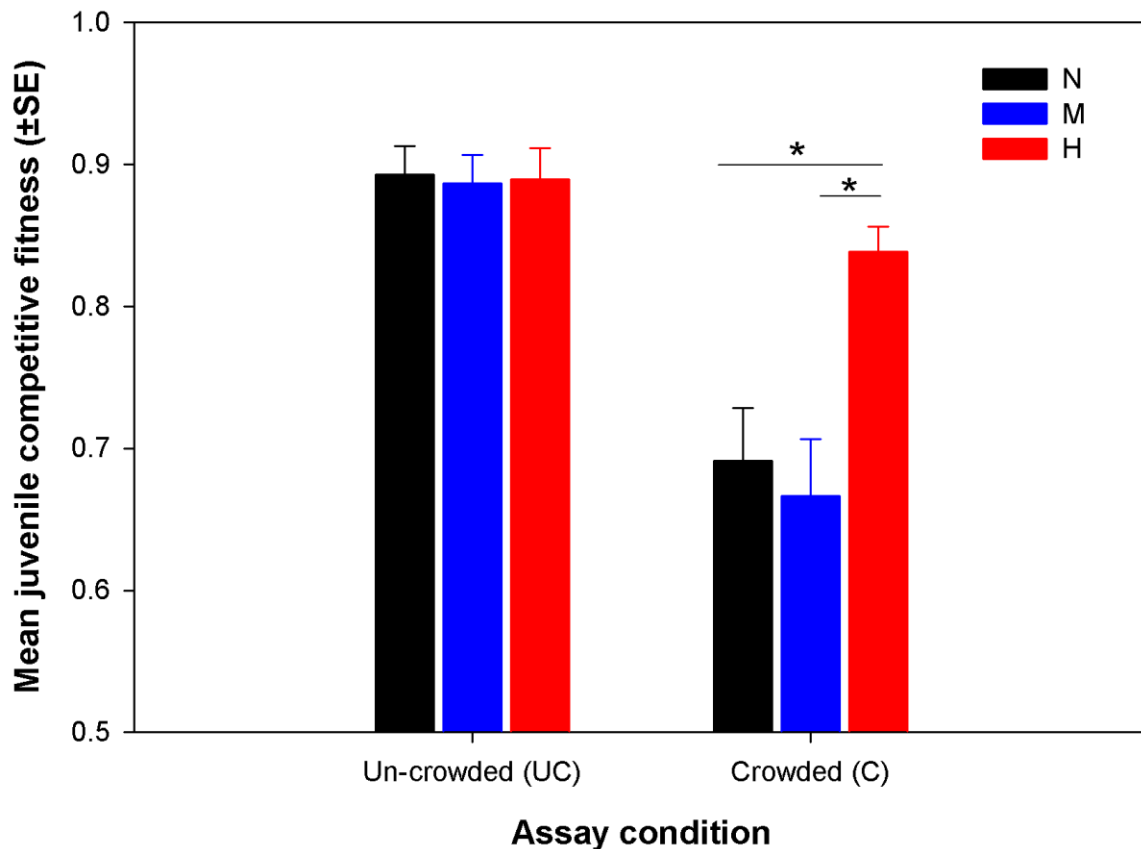 Mean juvenile competitive fitness (±SE)
1.0
0.9
0.8
0.7
0.6
0.5
N
M
H
*
*
Un-crowded (UC)
Crowded (C)
Assay condition